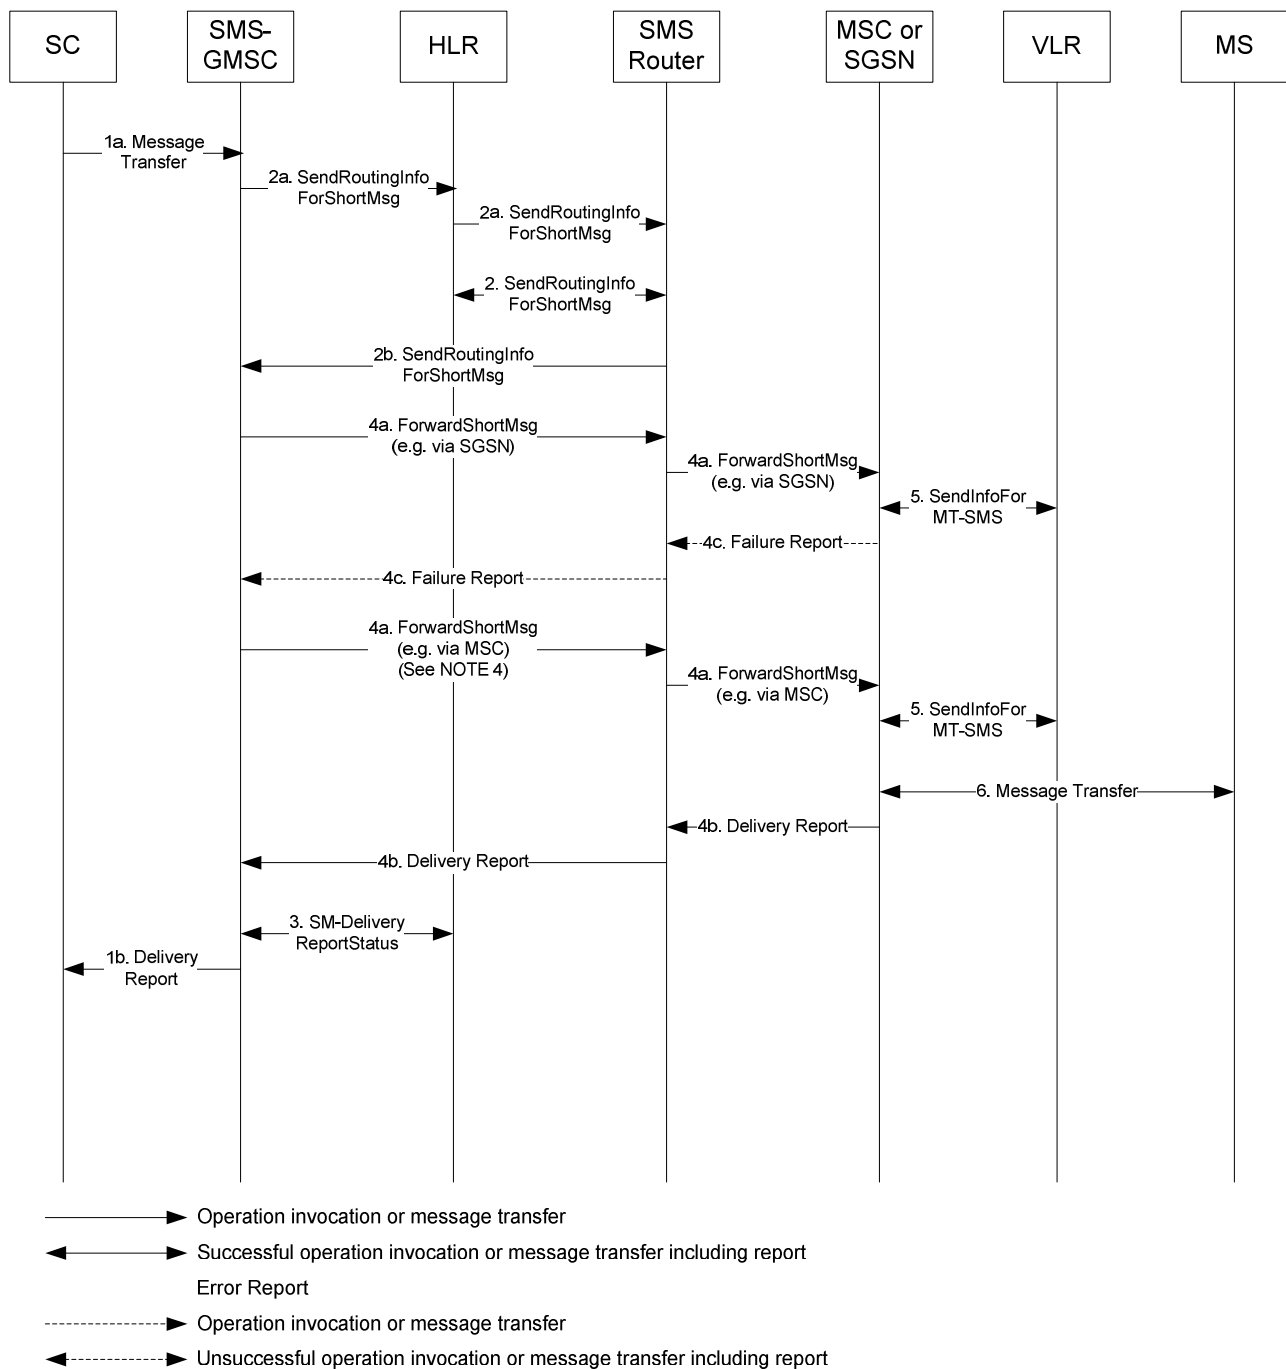 SC
SMS-
GMSC
HLR
SMS
Router
MSC or
SGSN
VLR
MS
1a. Message
Transfer
2a. SendRoutingInfo
ForShortMsg
2a. SendRoutingInfo
ForShortMsg
2. SendRoutingInfo
ForShortMsg
2b. SendRoutingInfo
ForShortMsg
4a. ForwardShortMsg
(e.g. via SGSN)
4a. ForwardShortMsg
(e.g. via SGSN)
5. SendInfoFor
MT-SMS
4c. Failure Report
4c. Failure Report
4a. ForwardShortMsg
(e.g. via MSC)
(See NOTE 4)
4a. ForwardShortMsg
(e.g. via MSC)
5. SendInfoFor
MT-SMS
6. Message Transfer
4b. Delivery Report
4b. Delivery Report
3. SM-Delivery
ReportStatus
1b. Delivery
Report
Operation invocation or message transfer
Successful operation invocation or message transfer including report
Error Report
Operation invocation or message transfer
Unsuccessful operation invocation or message transfer including report